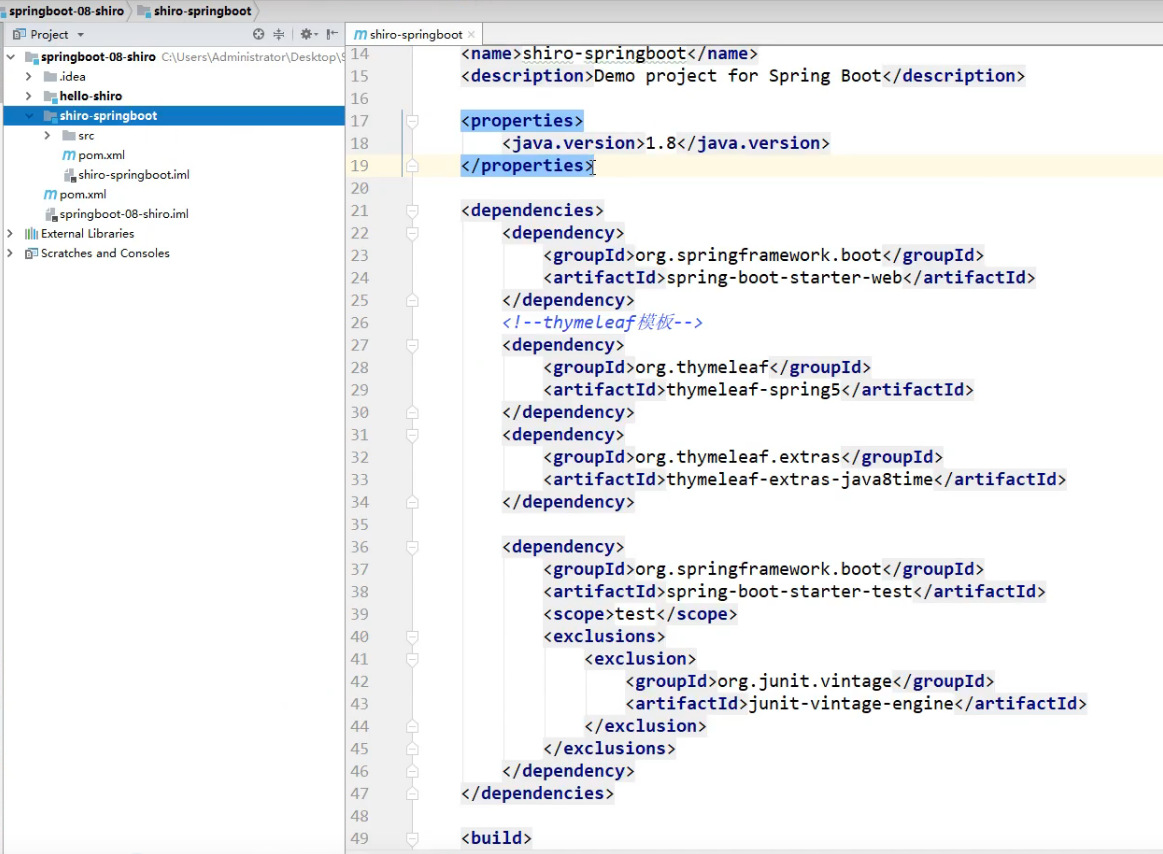 springboot-08-shiro shiro-springboot
Project
springboot-08-shiro C:\Users\Administrator\Desktop\
.idea
hello-shiro
shiro-springboot
src
pom.xml
shiro-springboot.iml
pom.xml
springboot-08-shiro.iml
External Libraries
Scratches and Consoles
shiro-springboot
14 <name>shiro-springboot</name>
15 <description>Demo project for Spring Boot</description>
16
17 <properties>
18 <java.version>1.8</java.version>
19 </properties>
20
21 <dependencies>
22 <dependency>
23 <groupId>org.springframework.boot</groupId>
24 <artifactId>spring-boot-starter-web</artifactId>
25 </dependency>
26 <!--thymeleaf模板-->
27 <dependency>
28 <groupId>org.thymeleaf</groupId>
29 <artifactId>thymeleaf-spring5</artifactId>
30 </dependency>
31 <dependency>
32 <groupId>org.thymeleaf.extras</groupId>
33 <artifactId>thymeleaf-extras-java8time</artifactId>
34 </dependency>
35
36 <dependency>
37 <groupId>org.springframework.boot</groupId>
38 <artifactId>spring-boot-starter-test</artifactId>
39 <scope>test</scope>
40 <exclusions>
41 <exclusion>
42 <groupId>org.junit.vintage</groupId>
43 <artifactId>junit-vintage-engine</artifactId>
44 </exclusion>
45 </exclusions>
46 </dependency>
47 </dependencies>
48
49 <build>